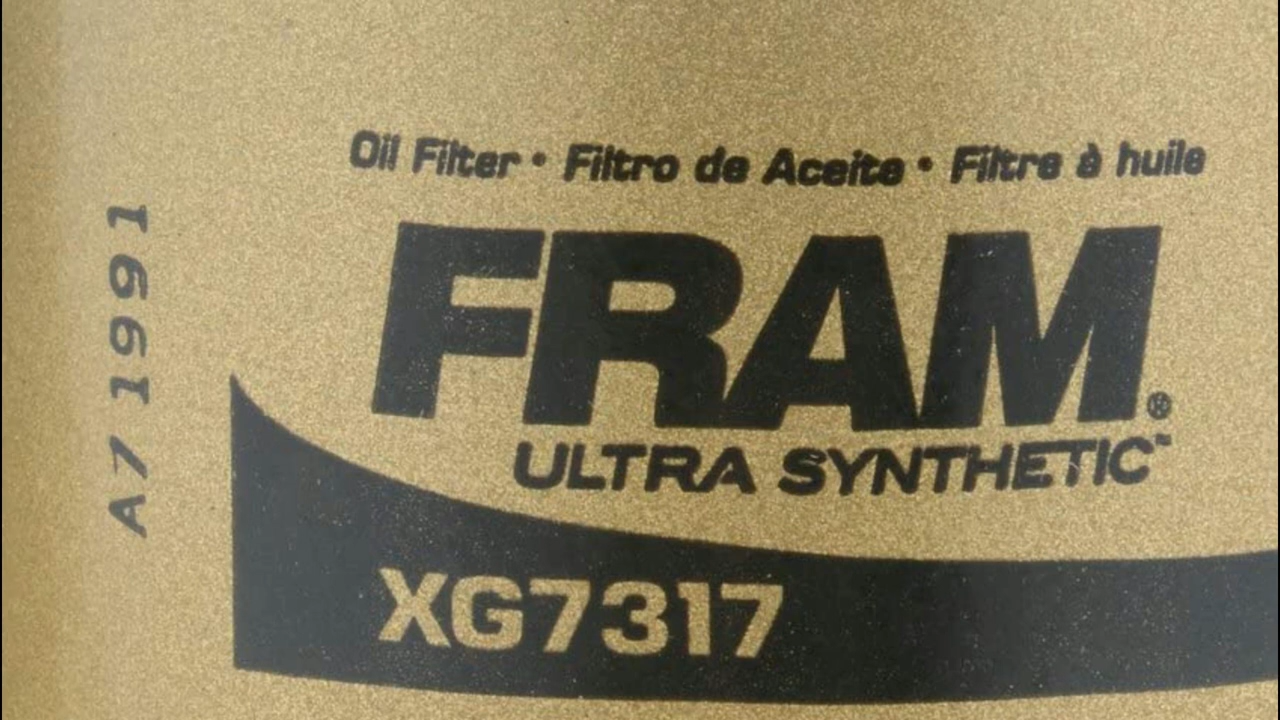 Oil Filter • Filtro de Aceite • Filtre à huile
FRAM®
ULTRA SYNTHETIC™
XG7317
A7 1991